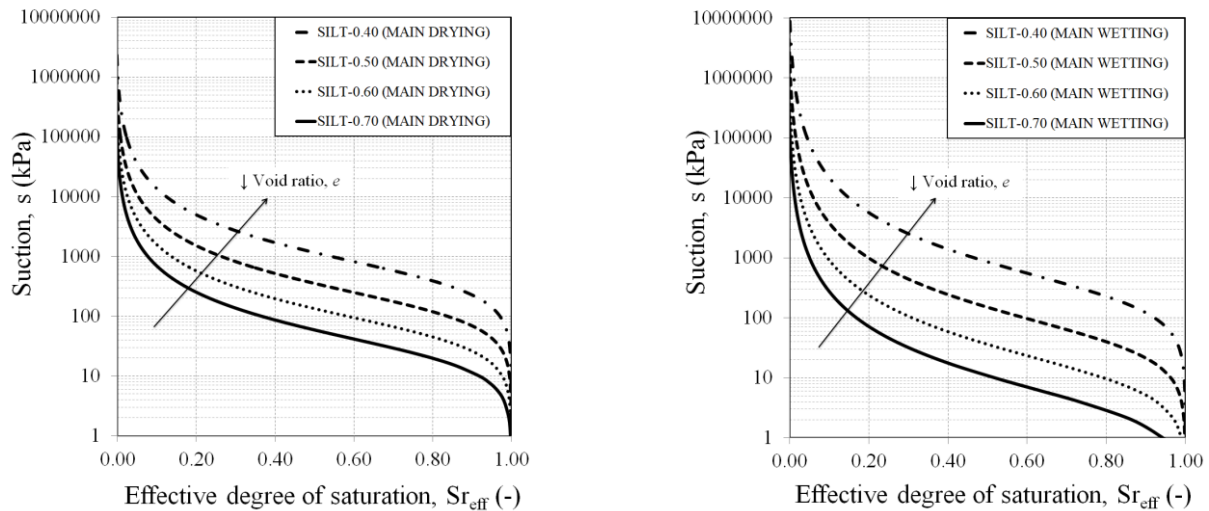 10000000
1000000
100000
10000
1000
100
10
1
Suction, s (kPa)
SILT-0.40 (MAIN DRYING)
SILT-0.50 (MAIN DRYING)
SILT-0.60 (MAIN DRYING)
SILT-0.70 (MAIN DRYING)
↓ Void ratio, e
0.00 0.20 0.40 0.60 0.80 1.00
Effective degree of saturation, Sr_eff (-)
10000000
1000000
100000
10000
1000
100
10
1
Suction, s (kPa)
SILT-0.40 (MAIN WETTING)
SILT-0.50 (MAIN WETTING)
SILT-0.60 (MAIN WETTING)
SILT-0.70 (MAIN WETTING)
↓ Void ratio, e
0.00 0.20 0.40 0.60 0.80 1.00
Effective degree of saturation, Sr_eff (-)